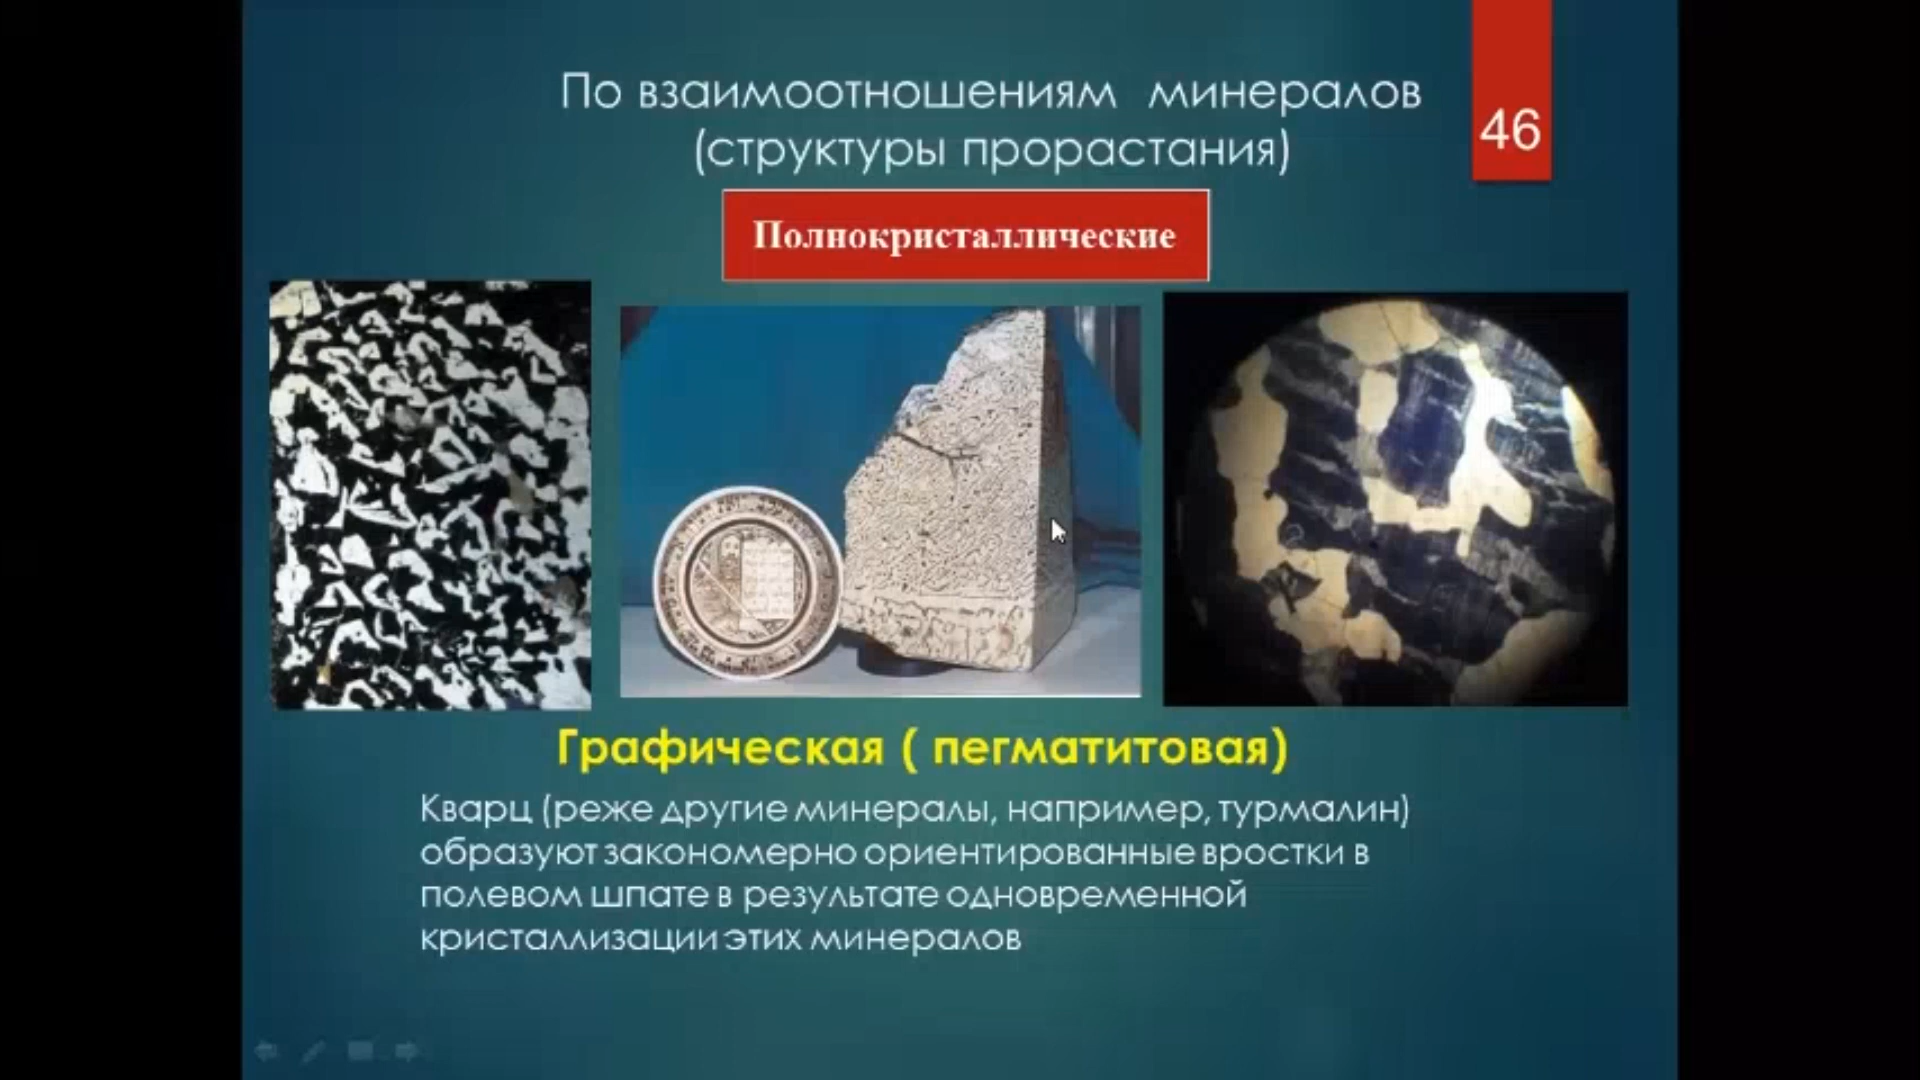 По взаимоотношениям минералов
(структуры прорастания)
46
Полнокристаллические
Графическая ( пегматитовая)
Кварц (реже другие минералы, например, турмалин)
образуют закономерно ориентированные вростки в
полевом шпате в результате одновременной
кристаллизации этих минералов